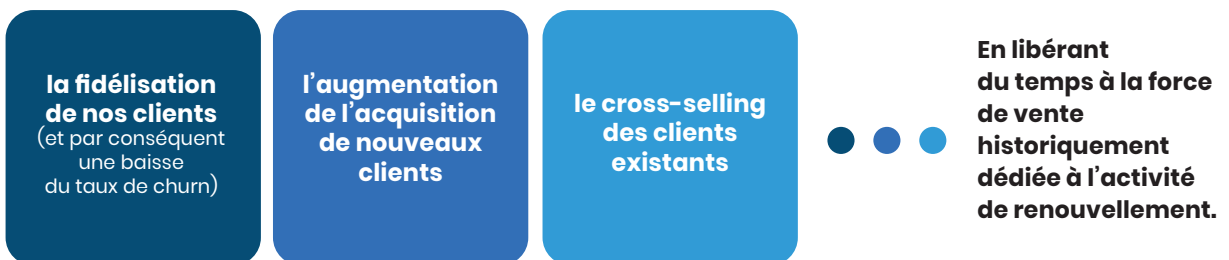 la fidélisation
de nos clients
(et par conséquent
une baisse
du taux de churn)
l’augmentation
de l’acquisition
de nouveaux
clients
le cross-selling
des clients
existants
En libérant
du temps à la force
de vente
historiquement
dédiée à l’activité
de renouvellement.